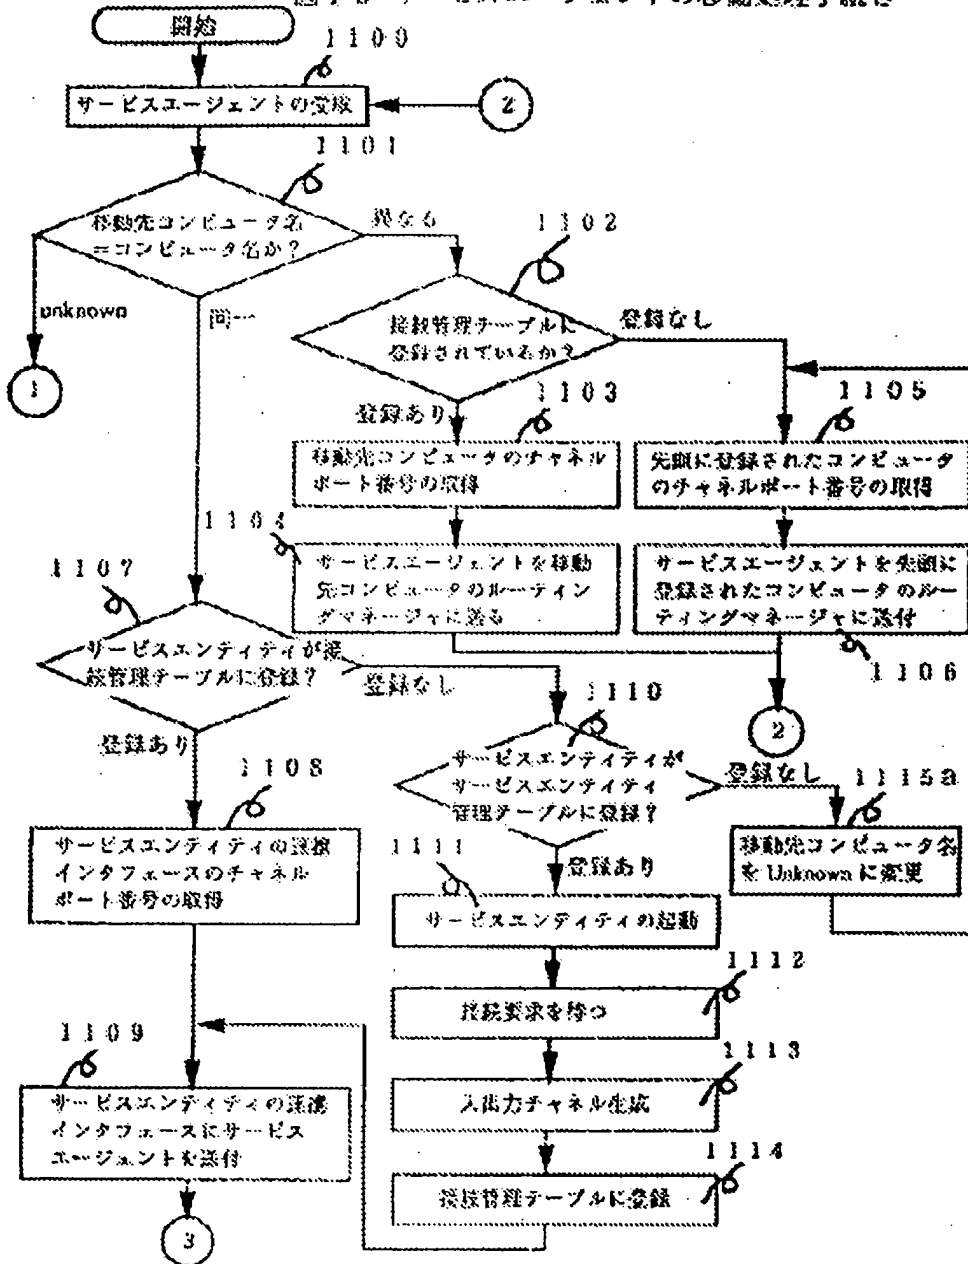 開始
1100
サービスエージェントの受取
2
1101
移動先コンピュータ名
=コンピュータ名か?
異なる
unknown
同一
1
1102
接続管理テーブルに
登録されているか?
登録なし
登録あり
1103
移動先コンピュータのチャネル
ポート番号の取得
1105
先頭に登録されたコンピュータ
のチャネルポート番号の取得
1104
サービスエージェントを移動
先コンピュータのルーティン
グマネージャに送る
サービスエージェントを先頭に
登録されたコンピュータのルー
ティングマネージャに送付
1106
2
1107
サービスエンティティが接
続管理テーブルに登録?
登録なし
登録あり
1110
サービスエンティティが
サービスエンティティ
管理テーブルに登録?
登録なし
1115a
移動先コンピュータ名
をUnknownに変更
1108
サービスエンティティの連携
インタフェースのチャネル
ポート番号の取得
1111
登録あり
サービスエンティティの起動
1112
接続要求を待つ
1113
入出力チャネル生成
1114
接続管理テーブルに登録
1109
サービスエンティティの連携
インタフェースにサービス
エージェントを送付
3